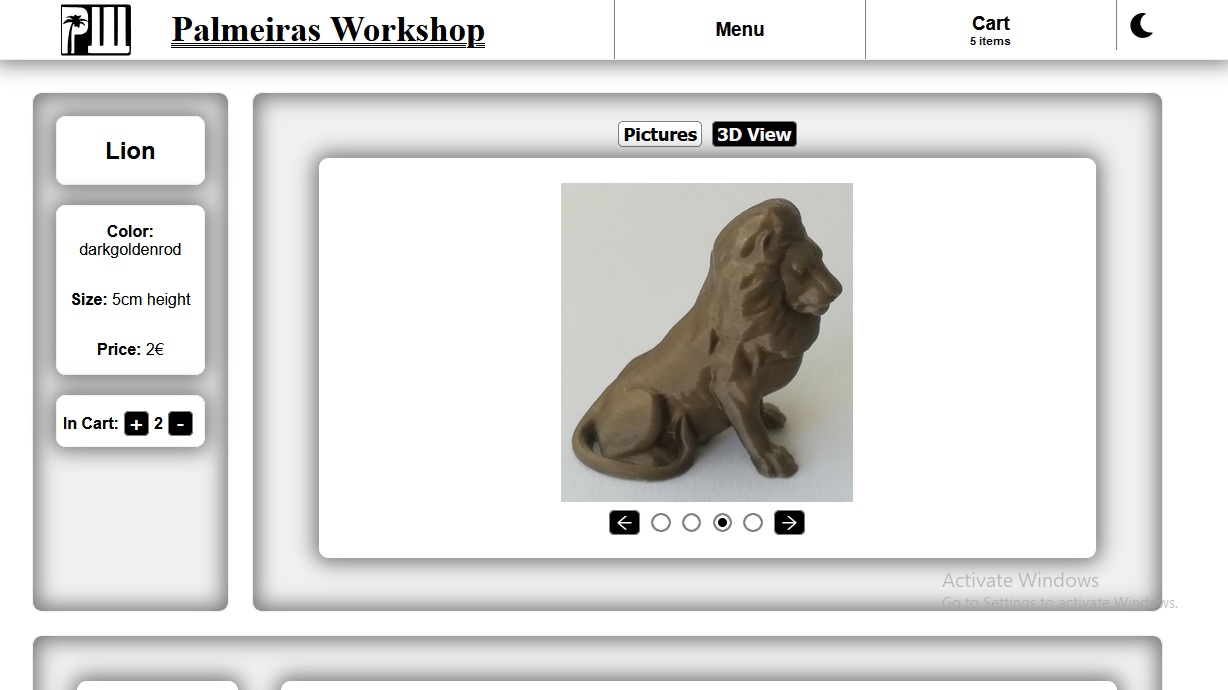 Palmeiras Workshop
Menu
Cart
5 items
Lion
Color:
darkgoldenrod
Size: 5cm height
Price: 2€
In Cart: + 2 -
Pictures
3D View
Activate Windows
Go to Settings to activate Windows.